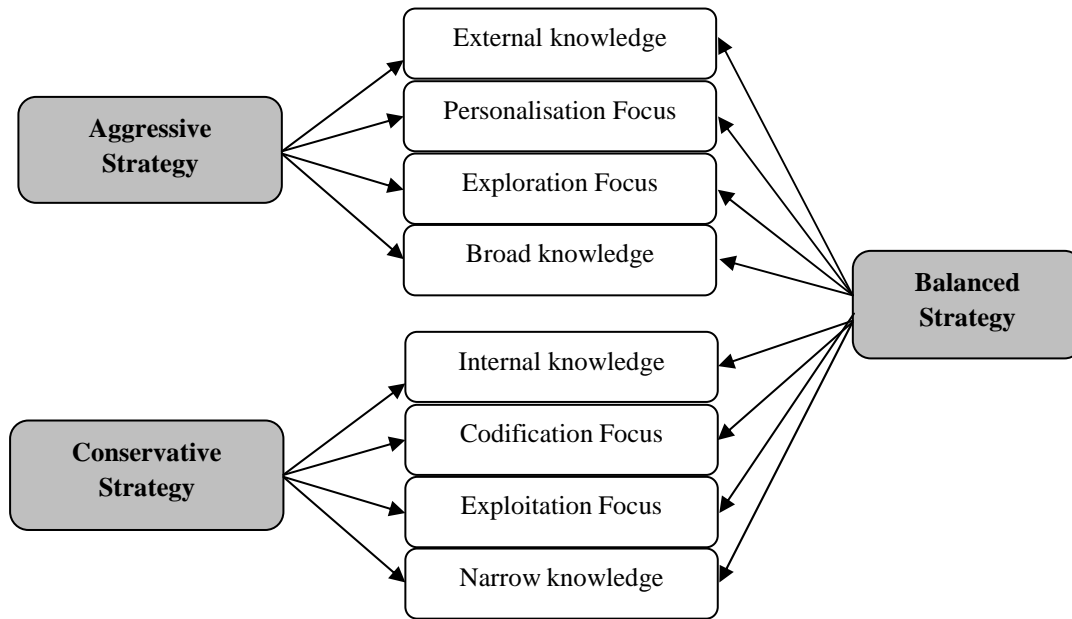 External knowledge
Personalisation Focus
Aggressive
Strategy
Exploration Focus
Broad knowledge
Balanced
Strategy
Internal knowledge
Codification Focus
Conservative
Strategy
Exploitation Focus
Narrow knowledge